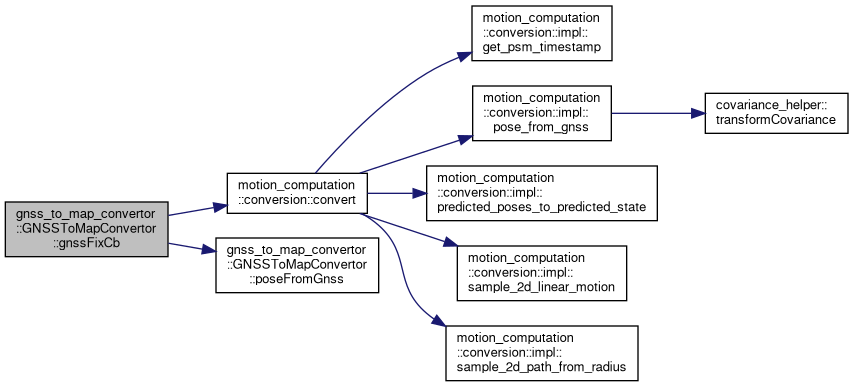 gnss_to_map_convertor
::GNSSToMapConvertor
::gnssFixCb
motion_computation
::conversion::convert
gnss_to_map_convertor
::GNSSToMapConvertor
::poseFromGnss
motion_computation
::conversion::impl::
get_psm_timestamp
motion_computation
::conversion::impl::
pose_from_gnss
covariance_helper::
transformCovariance
motion_computation
::conversion::impl::
predicted_poses_to_predicted_state
motion_computation
::conversion::impl::
sample_2d_linear_motion
motion_computation
::conversion::impl::
sample_2d_path_from_radius